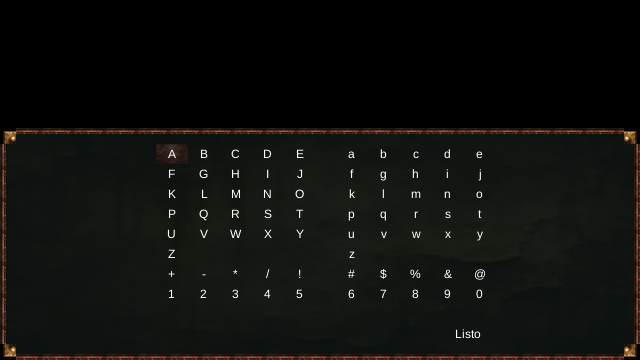 A B C D E a b c d e
F G H I J f g h i j
K L M N O k l m n o
P Q R S T p q r s t
U V W X Y u v w x y
Z z
+ - * / ! # $ % & @
1 2 3 4 5 6 7 8 9 0
Listo